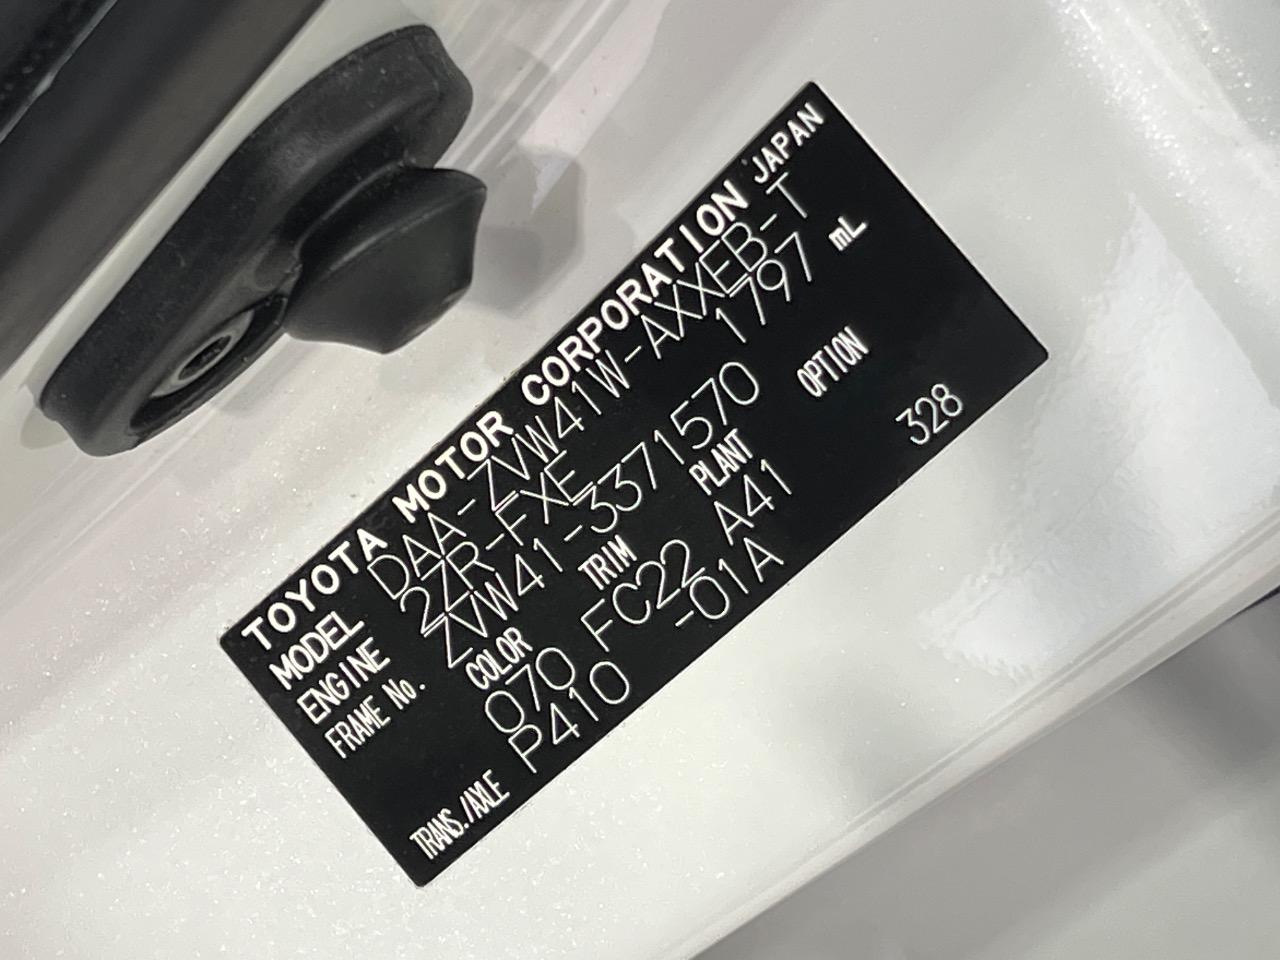 TOYOTA MOTOR CORPORATION JAPAN
MODEL DAA-ZVW41W-AXXEB-T
ENGINE 2ZR-FXE 1797 mL
FRAME No. ZVW41-3371570
COLOR TRIM PLANT OPTION
070 FC22 A41 328
TRANS./AXLE P410 -01A